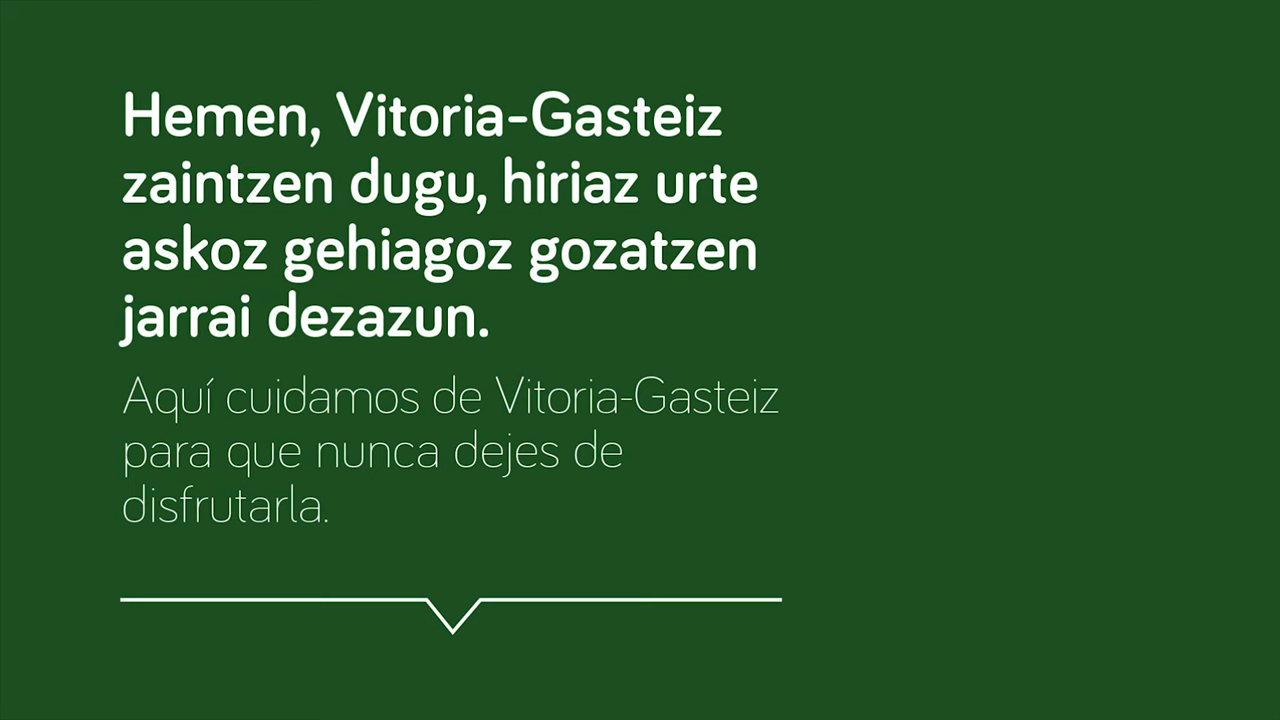 Hemen, Vitoria-Gasteiz
zaintzen dugu, hiriaz urte
askoz gehiagoz gozatzen
jarrai dezazun.
Aquí cuidamos de Vitoria-Gasteiz
para que nunca dejes de
disfrutarla.